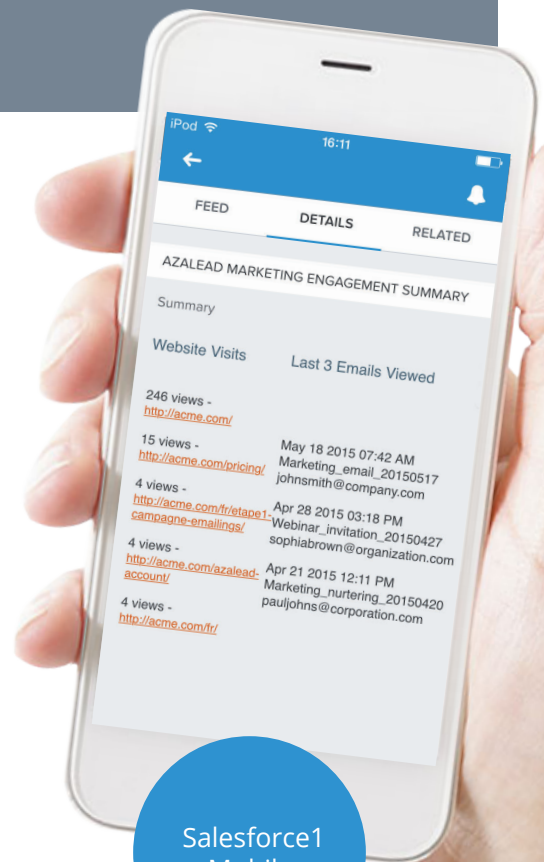 iPod
16:11
FEED
DETAILS
RELATED
AZALEAD MARKETING ENGAGEMENT SUMMARY
Summary
Website Visits
Last 3 Emails Viewed
246 views -
http://acme.com/
15 views -
http://acme.com/pricing/
4 views -
http://acme.com/fr/etape1-
campagne-emailings/
4 views -
http://acme.com/azalead-
account/
4 views -
http://acme.com/fr/
May 18 2015 07:42 AM
Marketing_email_20150517
johnsmith@company.com
Apr 28 2015 03:18 PM
Webinar_invitation_20150427
sophiabrown@organization.com
Apr 21 2015 12:11 PM
Marketing_nurtering_20150420
pauljohns@corporation.com
Salesforce1
Mobile